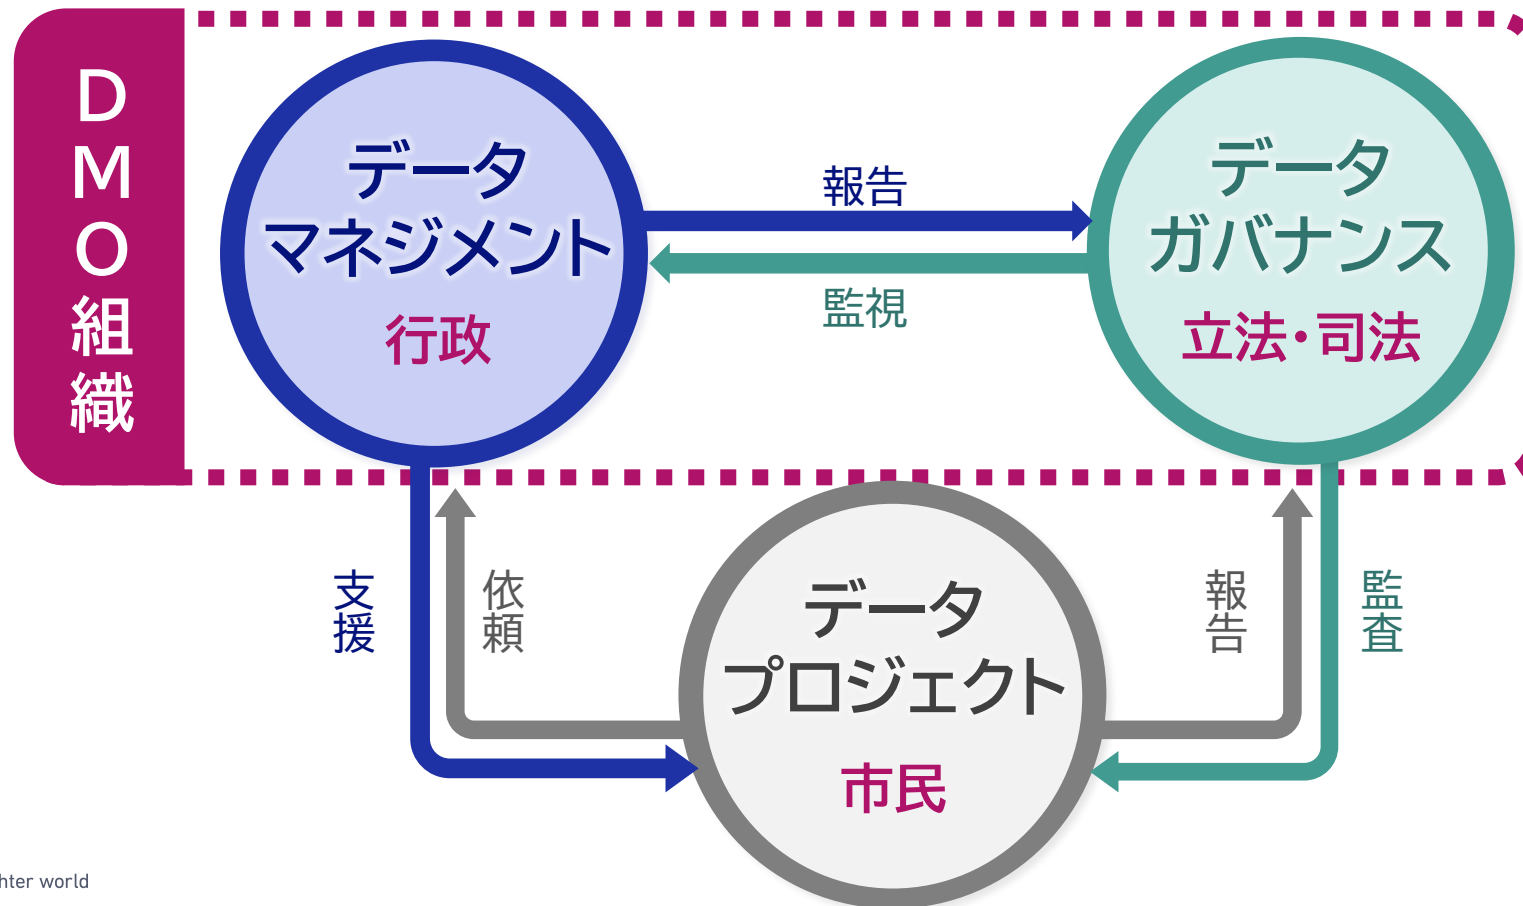 DMO組織
データ
マネジメント
行政
報告
監視
データ
ガバナンス
立法・司法
支援
依頼
データ
プロジェクト
市民
報告
監査
hter world